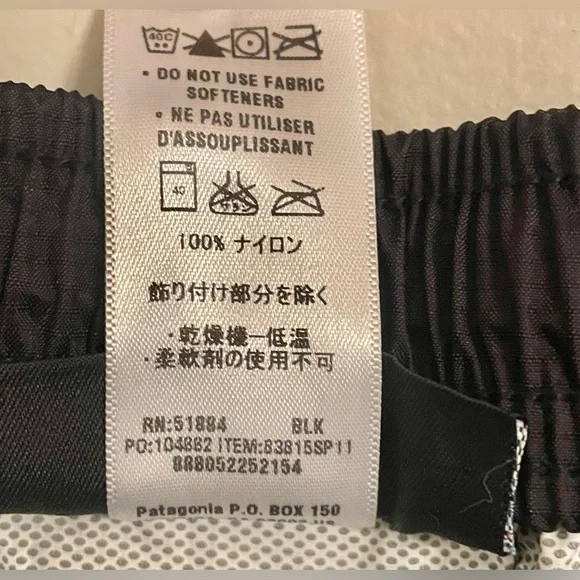 40C
• DO NOT USE FABRIC
SOFTENERS
• NE PAS UTILISER
D'ASSOUPLISSANT
40
100% ナイロン
飾り付け部分を除く
・乾燥機ー低温
・柔軟剤の使用不可
RN:51884 BLK
PO:104862 ITEM:83815SP11
888052252154
Patagonia P.O. BOX 150